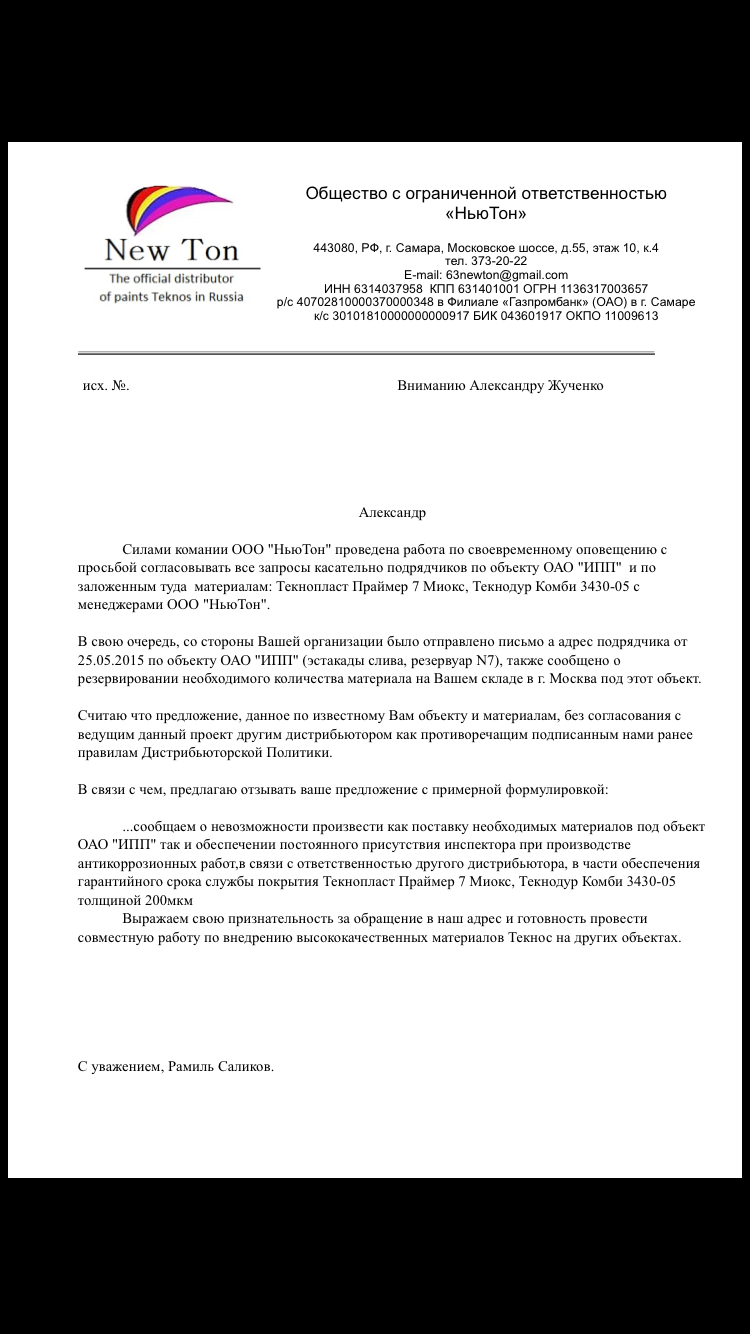 Общество с ограниченной ответственностью
«НьюТон»
New Ton
The official distributor
of paints Teknos in Russia
443080, РФ, г. Самара, Московское шоссе, д.55, этаж 10, к.4
тел. 373-20-22
E-mail: 63newton@gmail.com
ИНН 6314037958 КПП 631401001 ОГРН 1136317003657
р/с 40702810000370000348 в Филиале «Газпромбанк» (ОАО) в г. Самаре
к/с 30101810000000000917 БИК 043601917 ОКПО 11009613
исх. №.
Вниманию Александру Жученко
Александр
Силами комании ООО "НьюТон" проведена работа по своевременному оповещению с
просьбой согласовывать все запросы касательно подрядчиков по объекту ОАО "ИПП" и по
заложенным туда материалам: Текнопласт Праймер 7 Миокс, Текнодур Комби 3430-05 с
менеджерами ООО "НьюТон".
В свою очередь, со стороны Вашей организации было отправлено письмо а адрес подрядчика от
25.05.2015 по объекту ОАО "ИПП" (эстакады слива, резервуар N7), также сообщено о
резервировании необходимого количества материала на Вашем складе в г. Москва под этот объект.
Считаю что предложение, данное по известному Вам объекту и материалам, без согласования с
ведущим данный проект другим дистрибьютором как противоречащим подписанным нами ранее
правилам Дистрибьюторской Политики.
В связи с чем, предлагаю отзывать ваше предложение с примерной формулировкой:
...сообщаем о невозможности произвести как поставку необходимых материалов под объект
ОАО "ИПП" так и обеспечении постоянного присутствия инспектора при производстве
антикоррозионных работ,в связи с ответственностью другого дистрибьютора, в части обеспечения
гарантийного срока службы покрытия Текнопласт Праймер 7 Миокс, Текнодур Комби 3430-05
толщиной 200мкм
Выражаем свою признательность за обращение в наш адрес и готовность провести
совместную работу по внедрению высококачественных материалов Текнос на других объектах.
С уважением, Рамиль Саликов.